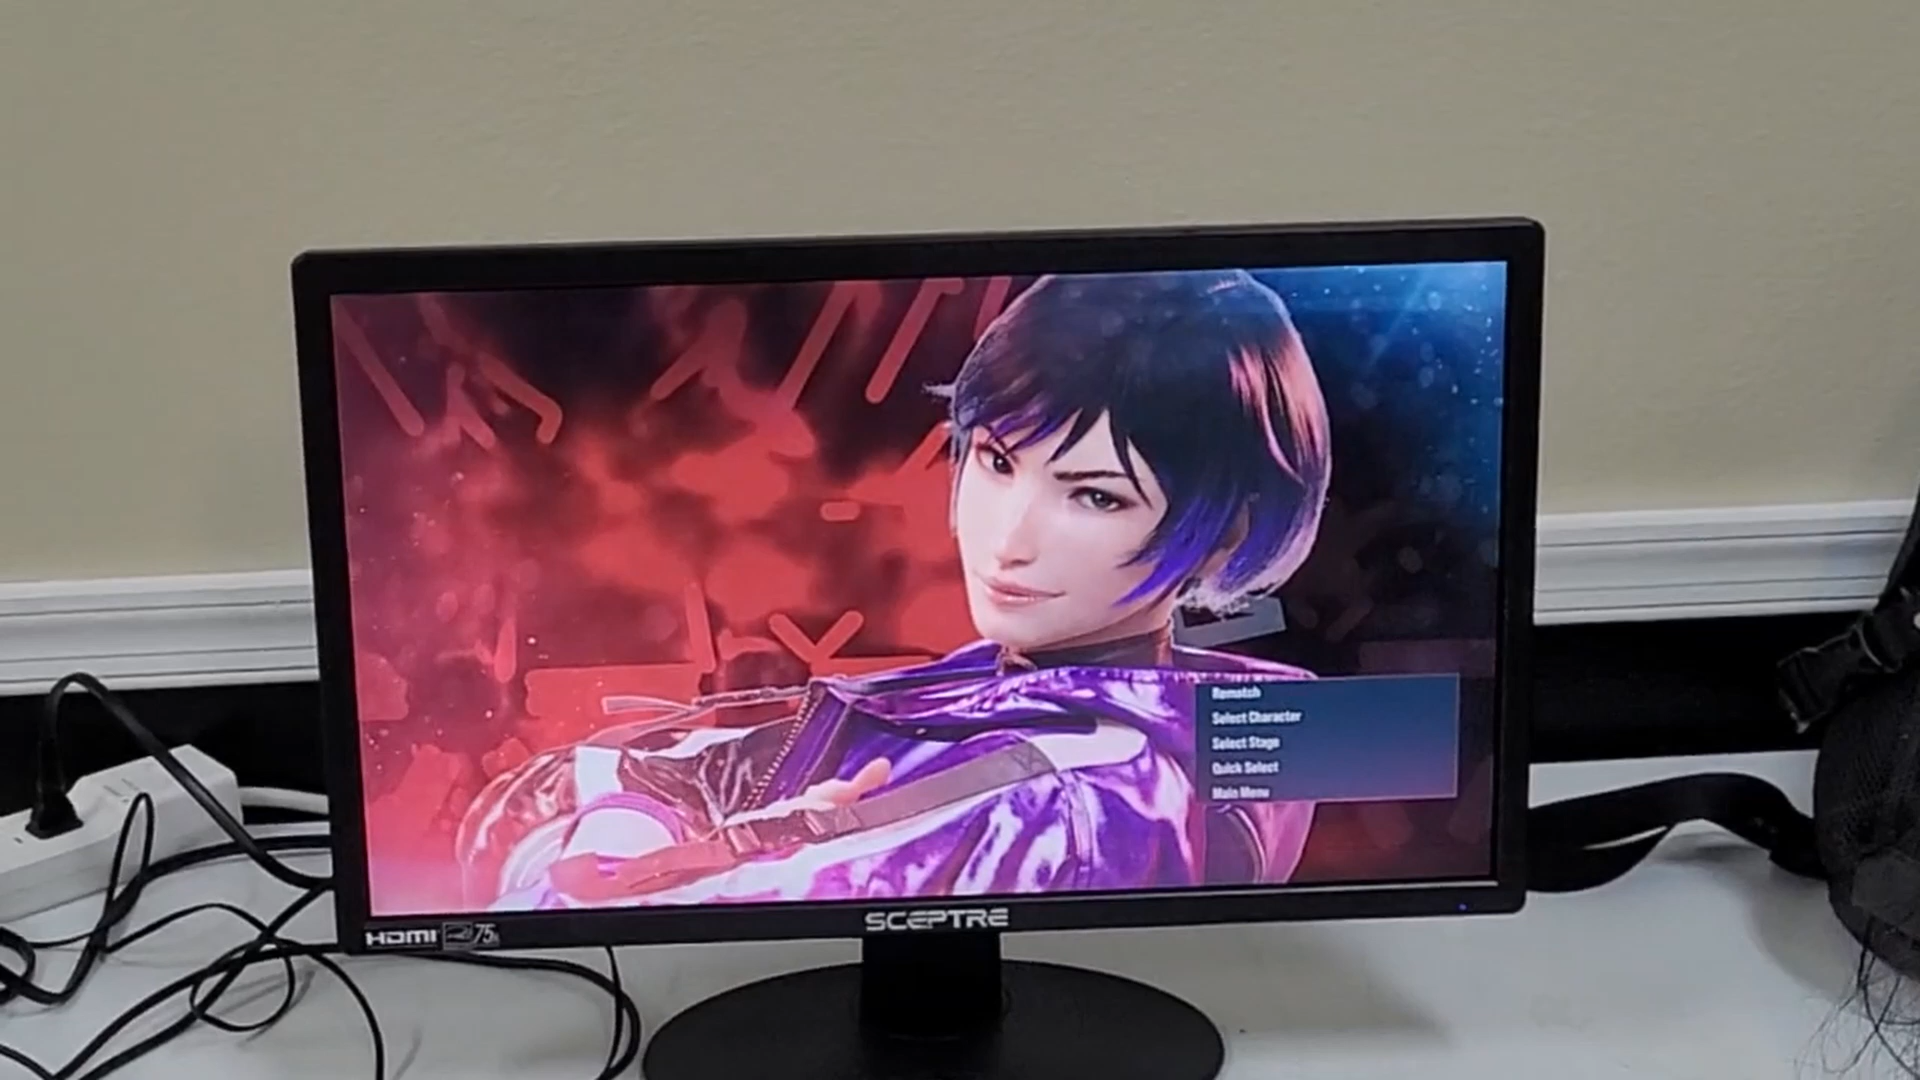 Rematch
Select Character
Select Stage
Quick Select
Main Menu
SCEPTRE
HDMI
75